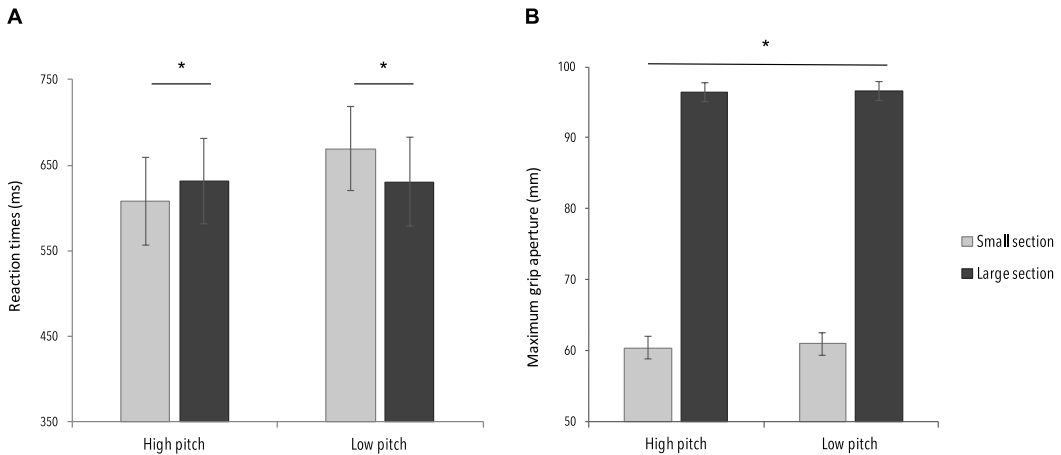 A
Reaction times (ms)
750
650
550
450
350
*
*
High pitch
Low pitch
B
Maximum grip aperture (mm)
100
90
80
70
60
50
*
High pitch
Low pitch
Small section
Large section